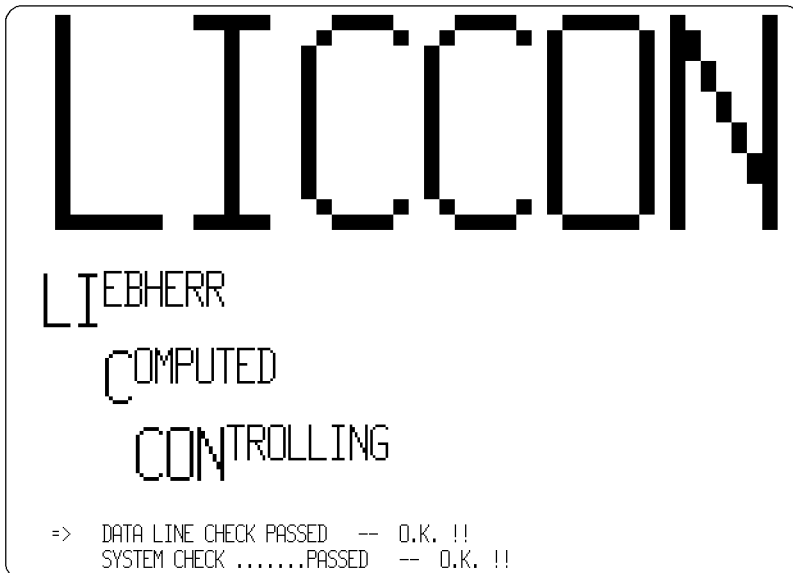 LICCON
LIEBHERR
COMPUTED
CONTROLLING
=> DATA LINE CHECK PASSED -- O.K. !!
SYSTEM CHECK .......PASSED -- O.K. !!